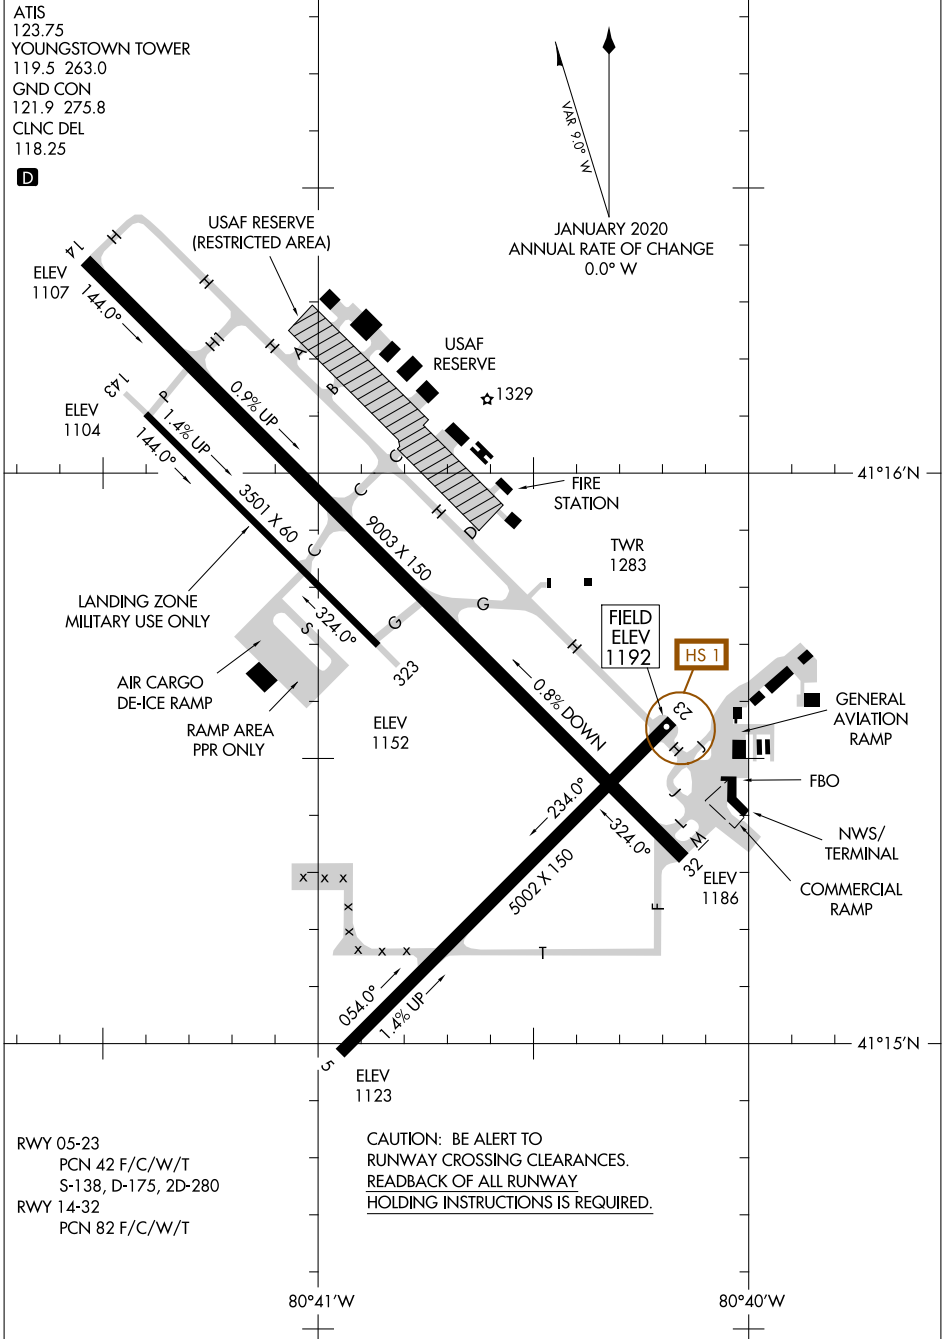 ATIS
123.75
YOUNGSTOWN TOWER
119.5 263.0
GND CON
121.9 275.8
CLNC DEL
118.25
D
VAR 9.0° W
JANUARY 2020
ANNUAL RATE OF CHANGE
0.0° W
USAF RESERVE
(RESTRICTED AREA)
14
H
ELEV
1107
144.0°
H
H1
H
A
B
USAF
RESERVE
1329
143
P
ELEV
1104
1.4% UP
144.0°
0.9% UP
C
C
C
41°16'N
3501 X 60
9003 X 150
H
D
FIRE
STATION
TWR
1283
LANDING ZONE
MILITARY USE ONLY
324.0°
S
G
G
H
323
FIELD
ELEV
1192
HS 1
AIR CARGO
DE-ICE RAMP
RAMP AREA
PPR ONLY
ELEV
1152
0.8% DOWN
23
H
J
J
L
L
M
GENERAL
AVIATION
RAMP
FBO
NWS/
TERMINAL
COMMERCIAL
RAMP
234.0°
324.0°
32
ELEV
1186
5002 X 150
X X X
X
X
X X X
F
T
054.0°
1.4% UP
41°15'N
5
ELEV
1123
RWY 05-23
PCN 42 F/C/W/T
S-138, D-175, 2D-280
RWY 14-32
PCN 82 F/C/W/T
CAUTION: BE ALERT TO
RUNWAY CROSSING CLEARANCES.
READBACK OF ALL RUNWAY
HOLDING INSTRUCTIONS IS REQUIRED.
80°41'W
80°40'W